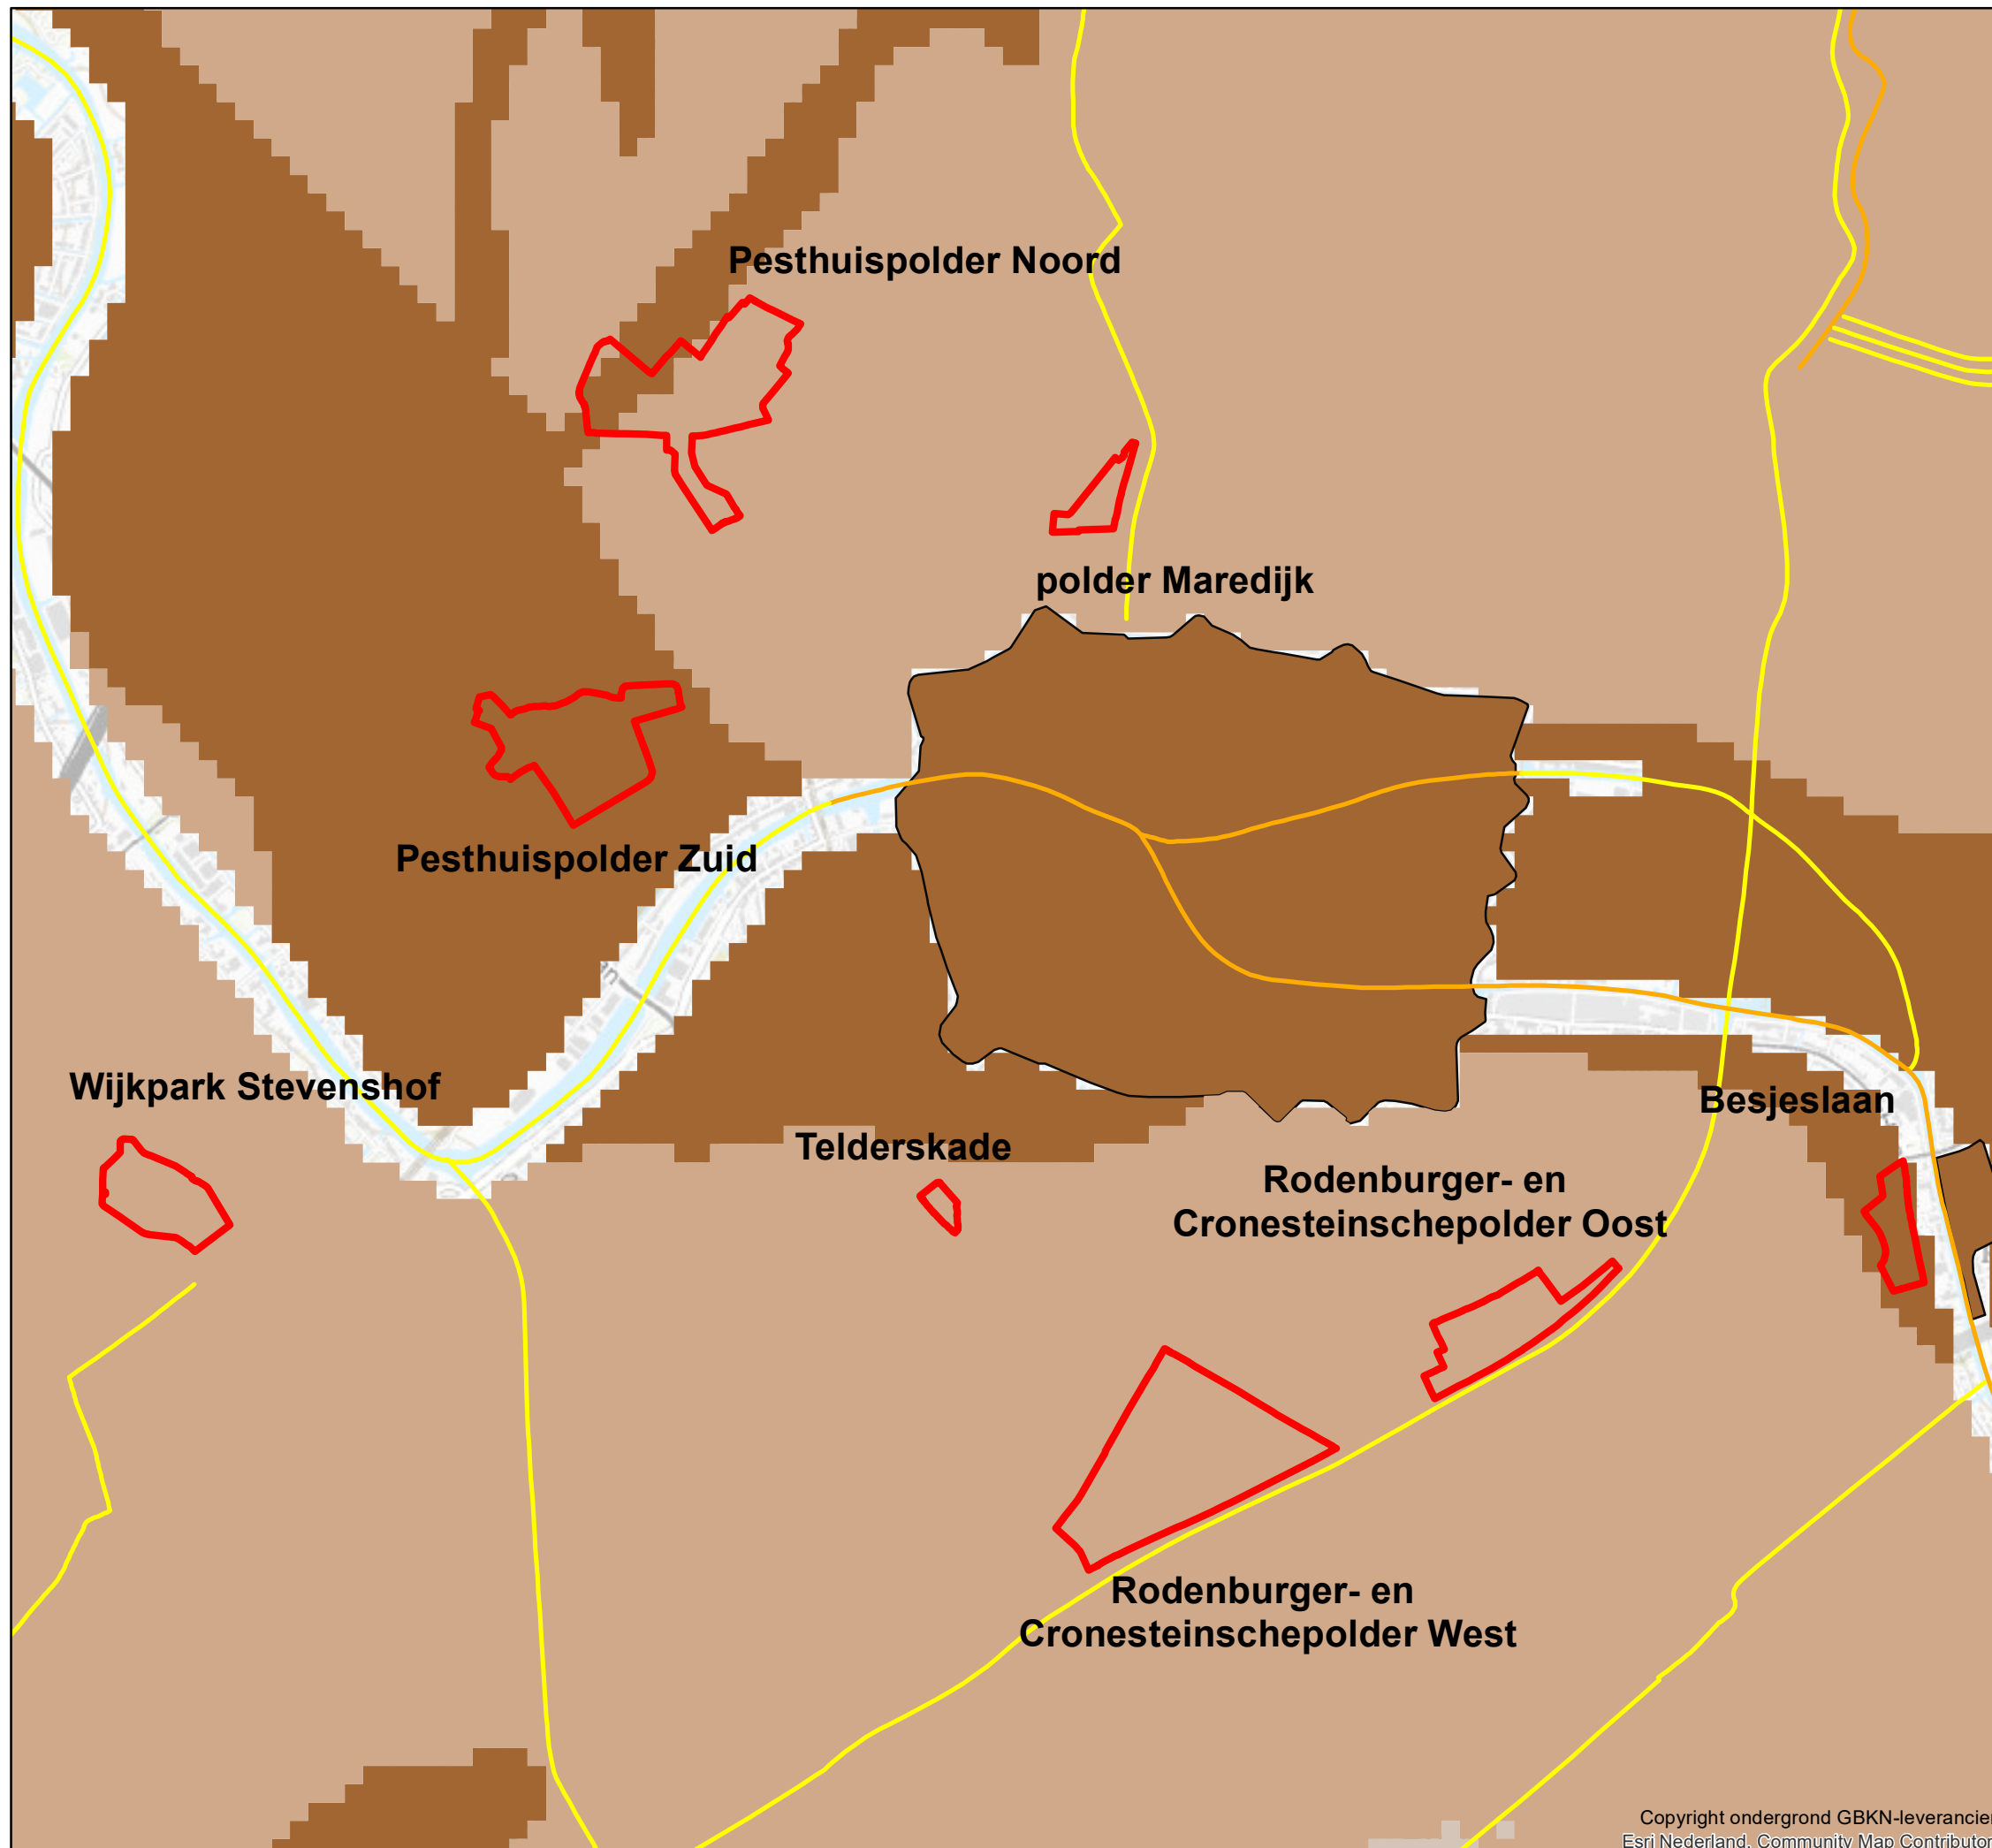 Pesthuispolder Noord
polder Maredijk
Pesthuispolder Zuid
Wijkpark Stevenshof
Besjeslaan
Telderskade
Rodenburger- en
Cronesteinschepolder Oost
Rodenburger- en
Cronesteinschepolder West
Copyright ondergrond GBKN-leverancier
Esri Nederland, Community Map Contributor